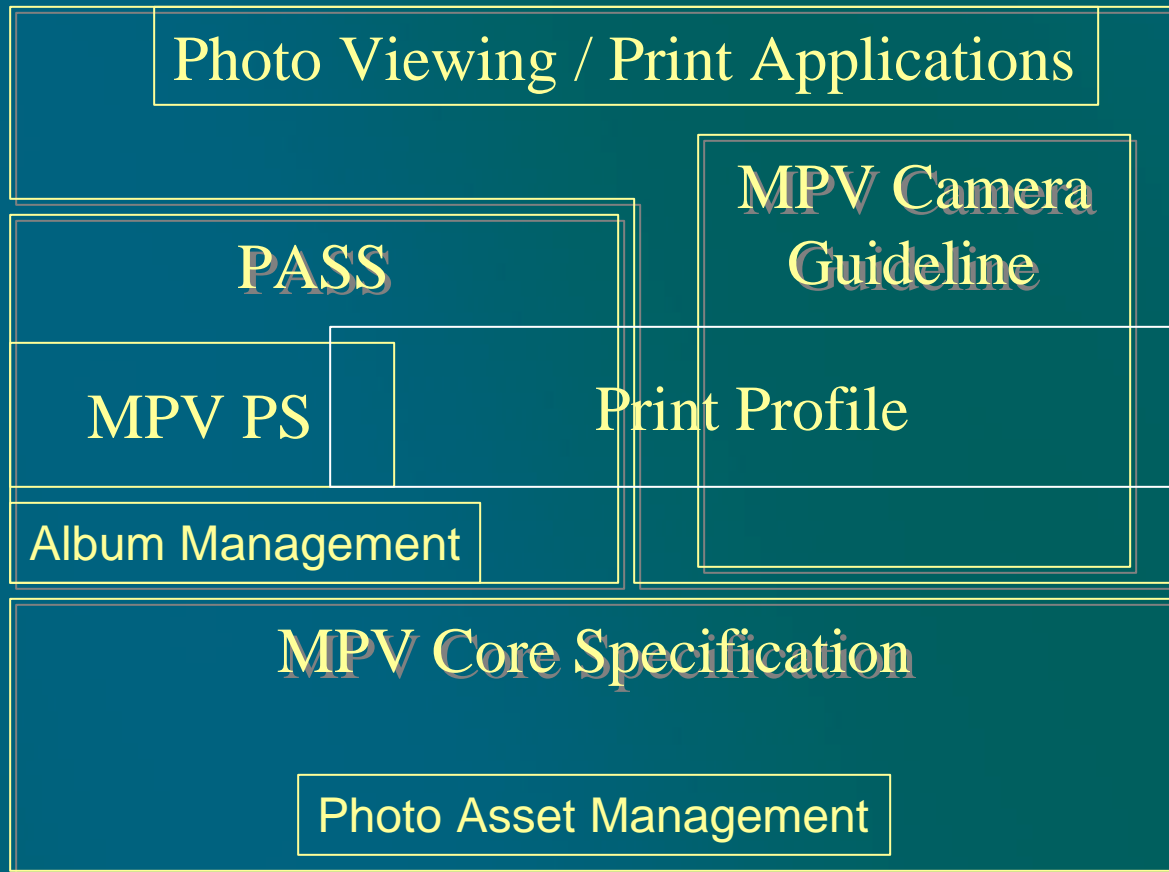 Photo Viewing / Print Applications
MPV Camera
Guideline
PASS
MPV PS
Print Profile
Album Management
MPV Core Specification
Photo Asset Management